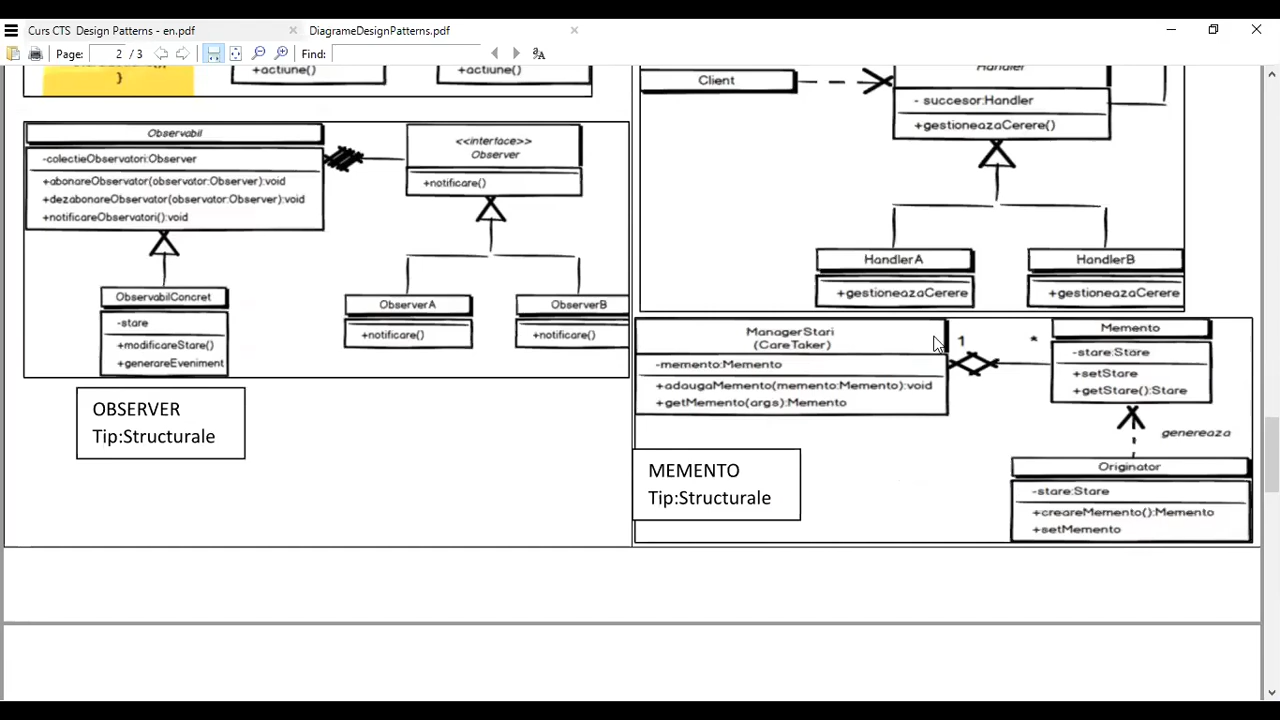 Curs CTS Design Patterns - en.pdf
DiagrameDesignPatterns.pdf
Page: 2 / 3
Find:
}
+actiune()
+actiune()
Client
Handler
- succesor:Handler
+gestioneazaCerere()
HandlerA
+gestioneazaCerere
HandlerB
+gestioneazaCerere
Observabil
-colectieObservatori:Observer
+abonareObservator(observator:Observer):void
+dezabonareObservator(observator:Observer):void
+notificareObservatori():void
<<interface>>
Observer
+notificare()
ObservabilConcret
-stare
+modificareStare()
+generareEveniment
ObserverA
+notificare()
ObserverB
+notificare()
OBSERVER
Tip:Structurale
ManagerStari
(CareTaker)
-memento:Memento
+adaugaMemento(memento:Memento):void
+getMemento(args):Memento
1
*
Memento
-stare:Stare
+setStare
+getStare():Stare
genereaza
Originator
-stare:Stare
+creareMemento():Memento
+setMemento
MEMENTO
Tip:Structurale